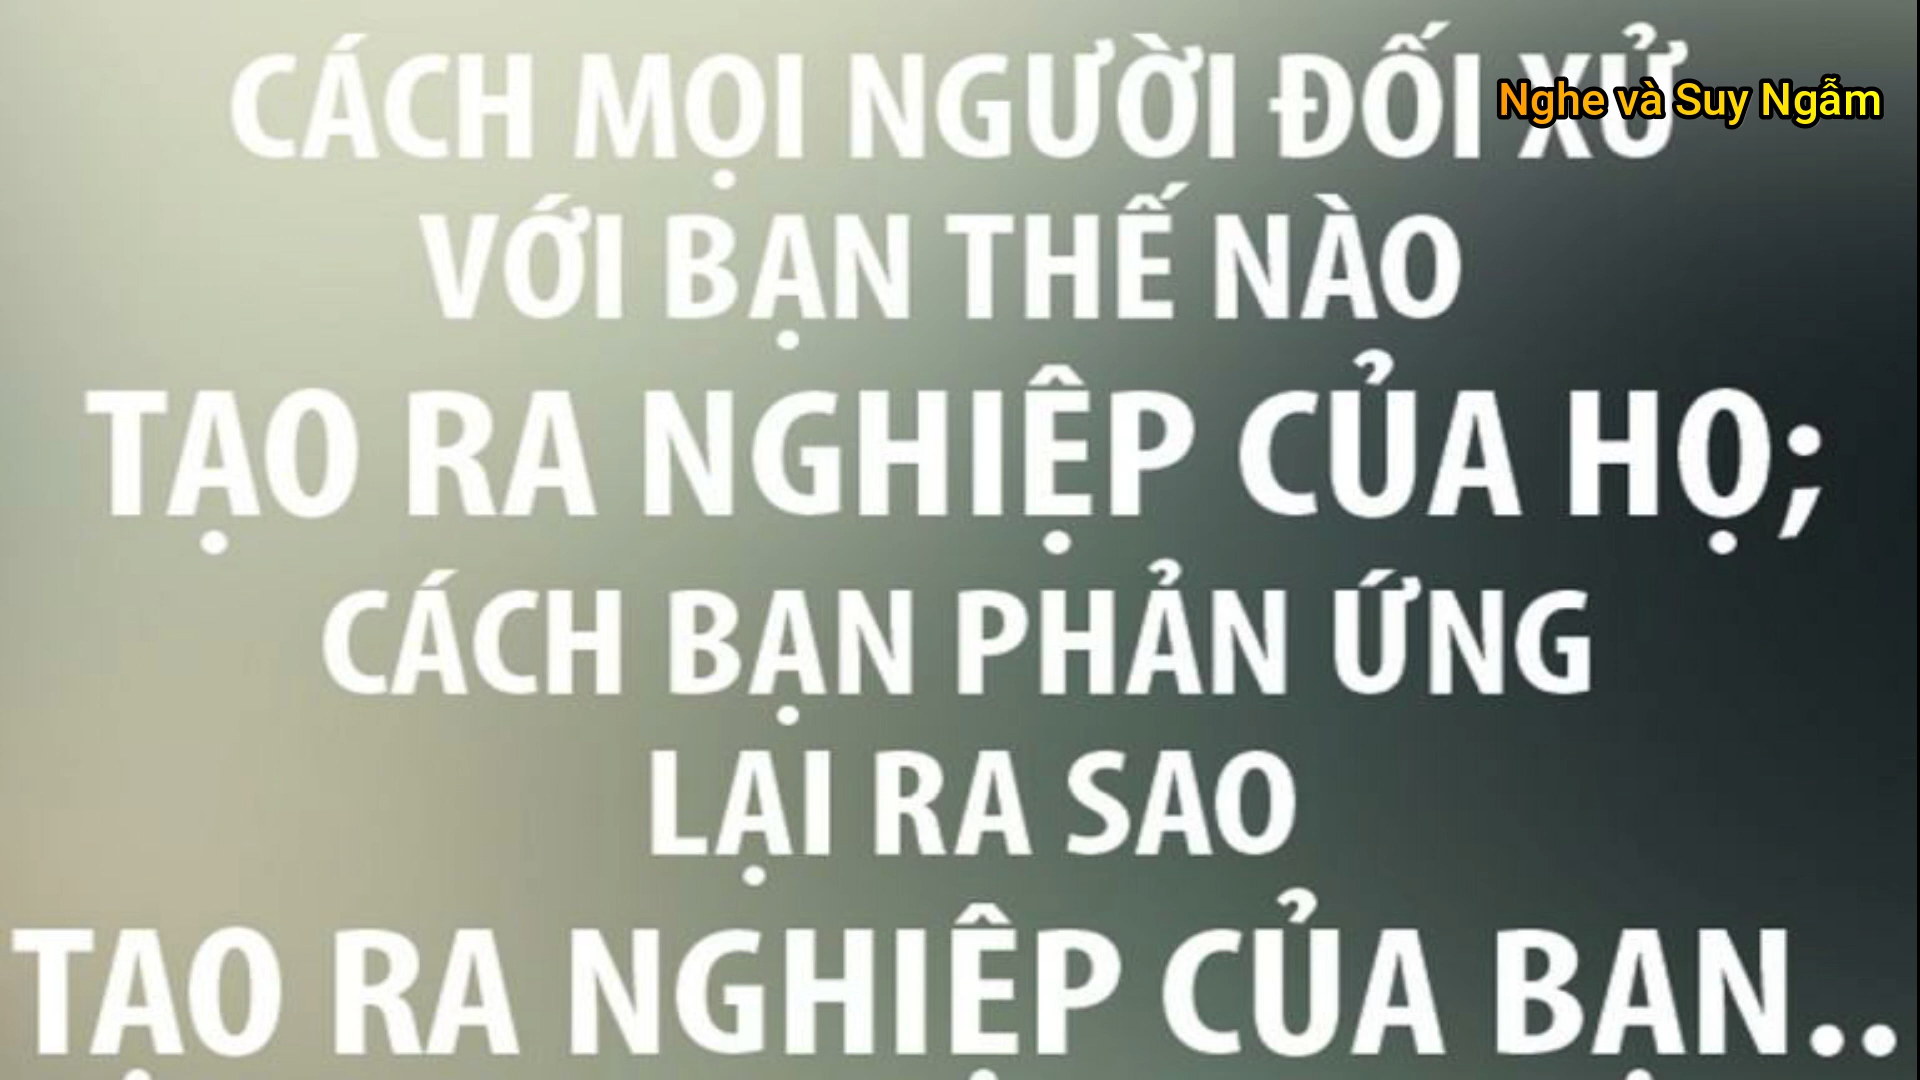 CÁCH MỌI NGƯỜI ĐỐI XỬ
Nghe và Suy Ngẫm
VỚI BẠN THẾ NÀO
TẠO RA NGHIỆP CỦA HỌ;
CÁCH BẠN PHẢN ỨNG
LẠI RA SAO
TẠO RA NGHIỆP CỦA BẠN..